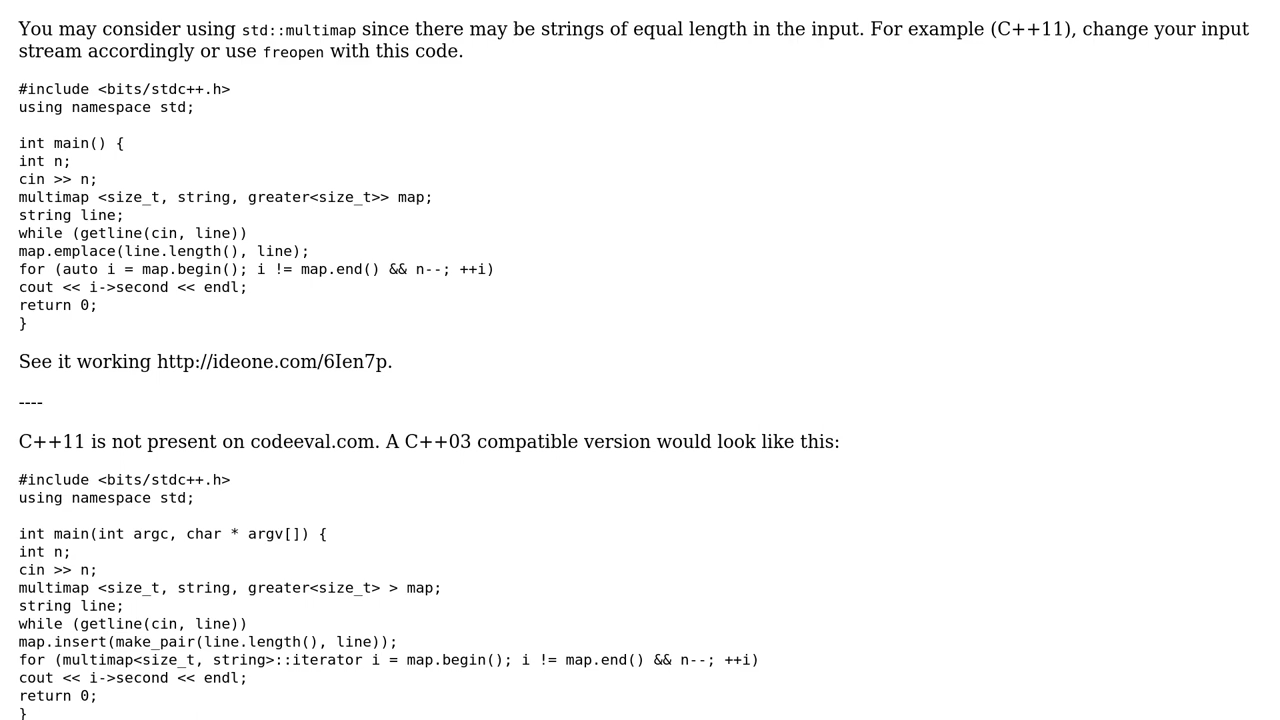 You may consider using std::multimap since there may be strings of equal length in the input. For example (C++11), change your input
stream accordingly or use freopen with this code.
#include <bits/stdc++.h>
using namespace std;
int main() {
int n;
cin >> n;
multimap <size_t, string, greater<size_t>> map;
string line;
while (getline(cin, line))
map.emplace(line.length(), line);
for (auto i = map.begin(); i != map.end() && n--; ++i)
cout << i->second << endl;
return 0;
}
See it working http://ideone.com/6Ien7p.
----
C++11 is not present on codeeval.com. A C++03 compatible version would look like this:
#include <bits/stdc++.h>
using namespace std;
int main(int argc, char * argv[]) {
int n;
cin >> n;
multimap <size_t, string, greater<size_t> > map;
string line;
while (getline(cin, line))
map.insert(make_pair(line.length(), line));
for (multimap<size_t, string>::iterator i = map.begin(); i != map.end() && n--; ++i)
cout << i->second << endl;
return 0;
}